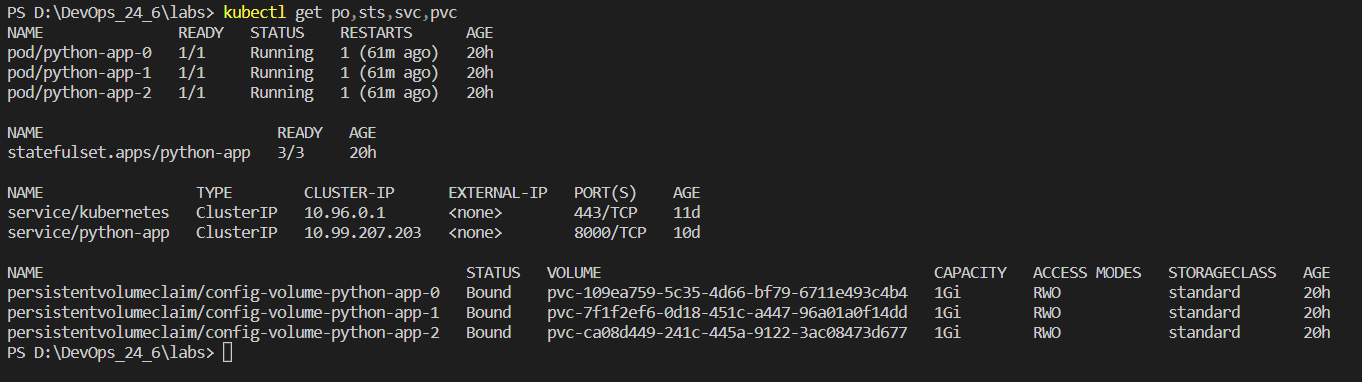 PS D:\DevOps_24_6\labs> kubectl get po,sts,svc,pvc
NAME READY STATUS RESTARTS AGE
pod/python-app-0 1/1 Running 1 (61m ago) 20h
pod/python-app-1 1/1 Running 1 (61m ago) 20h
pod/python-app-2 1/1 Running 1 (61m ago) 20h
NAME READY AGE
statefulset.apps/python-app 3/3 20h
NAME TYPE CLUSTER-IP EXTERNAL-IP PORT(S) AGE
service/kubernetes ClusterIP 10.96.0.1 <none> 443/TCP 11d
service/python-app ClusterIP 10.99.207.203 <none> 8000/TCP 10d
NAME STATUS VOLUME CAPACITY ACCESS MODES STORAGECLASS AGE
persistentvolumeclaim/config-volume-python-app-0 Bound pvc-109ea759-5c35-4d66-bf79-6711e493c4b4 1Gi RWO standard 20h
persistentvolumeclaim/config-volume-python-app-1 Bound pvc-7f1f2ef6-0d18-451c-a447-96a01a0f14dd 1Gi RWO standard 20h
persistentvolumeclaim/config-volume-python-app-2 Bound pvc-ca08d449-241c-445a-9122-3ac08473d677 1Gi RWO standard 20h
PS D:\DevOps_24_6\labs>